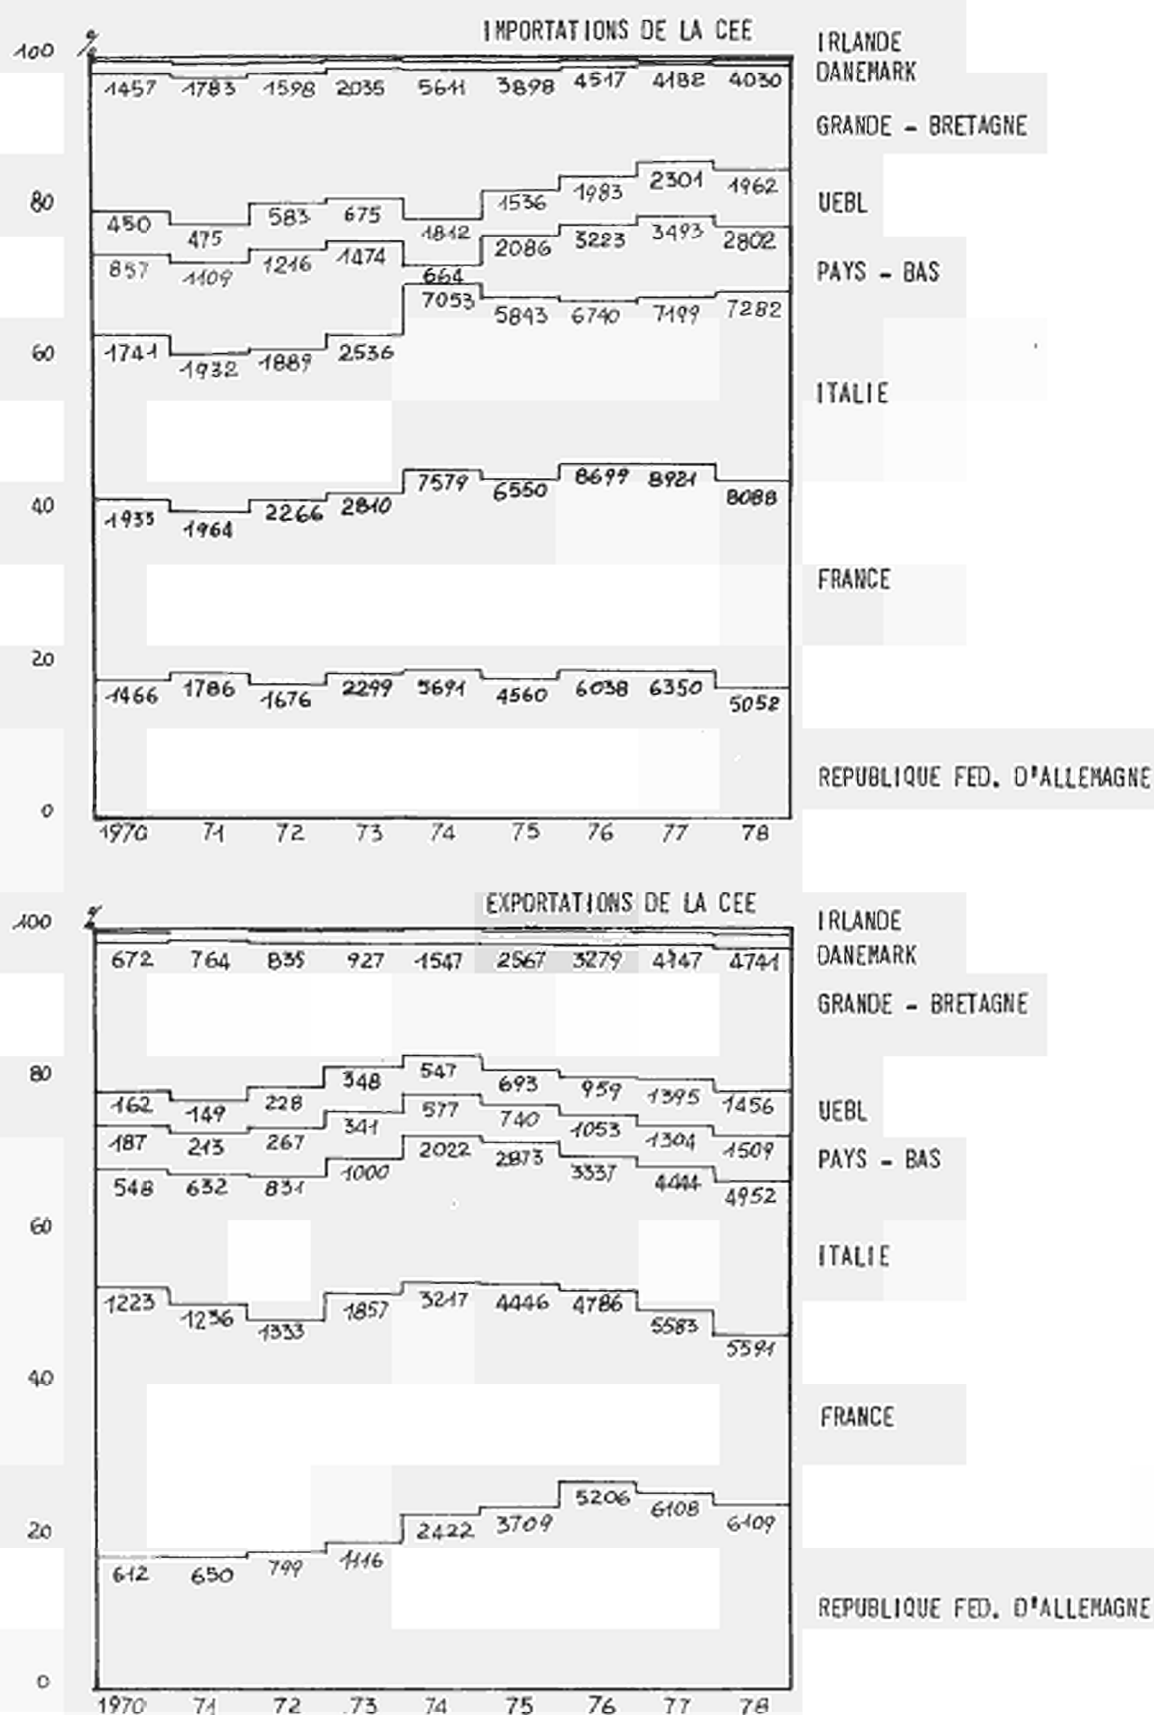 IMPORTATIONS DE LA CEE
%
100
IRLANDE
DANEMARK
1457 1783 1598 2035 5611 3898 4517 4182 4030
GRANDE - BRETAGNE
80
UEBL
450 475 583 675 1812 1536 1983 2301 1962
857 1109 1216 1474 664 2086 3223 3493 2802
PAYS - BAS
60
1741 1932 1889 2536 7053 5843 6740 7199 7282
ITALIE
40
1935 1964 2266 2810 7579 6550 8699 8921 8088
FRANCE
20
1466 1786 1676 2299 5691 4560 6038 6350 5052
REPUBLIQUE FED. D'ALLEMAGNE
0
1970 71 72 73 74 75 76 77 78
EXPORTATIONS DE LA CEE
%
100
IRLANDE
DANEMARK
672 764 835 927 1547 2567 3279 4147 4741
GRANDE - BRETAGNE
80
162 149 228 348 547 693 959 1395 1456
UEBL
187 213 267 341 577 740 1053 1304 1509
PAYS - BAS
548 632 831 1000 2022 2873 3337 4444 4952
60
ITALIE
1223 1236 1333 1857 3217 4446 4786 5583 5591
40
FRANCE
20
612 650 799 1116 2422 3709 5206 6108 6109
REPUBLIQUE FED. D'ALLEMAGNE
0
1970 71 72 73 74 75 76 77 78